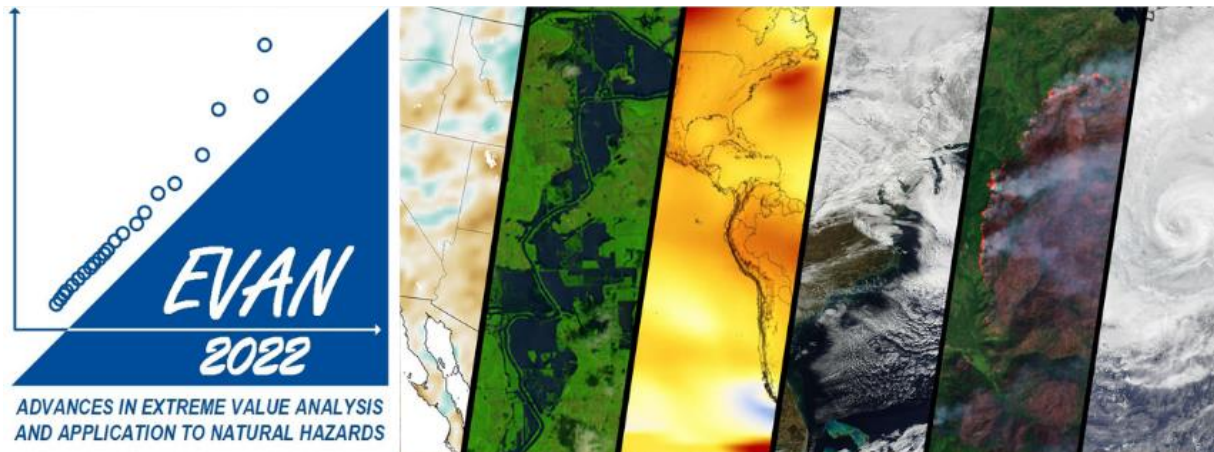 EVAN
2022
ADVANCES IN EXTREME VALUE ANALYSIS
AND APPLICATION TO NATURAL HAZARDS